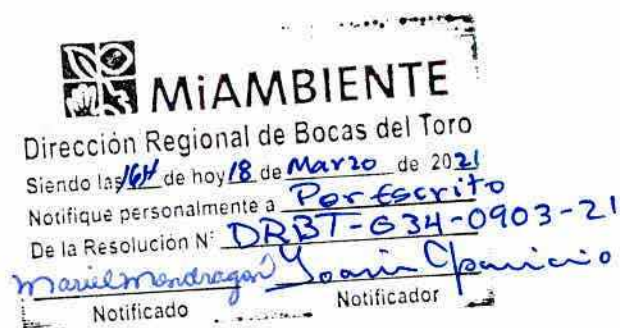 MiAMBIENTE
Dirección Regional de Bocas del Toro
Siendo las 16H de hoy 18 de Marzo de 2021
Notifique personalmente a Por Escrito
De la Resolución N° DRBT-G34-0903-21
Mariel Mendragon Yoarin Aparicio
Notificado Notificador